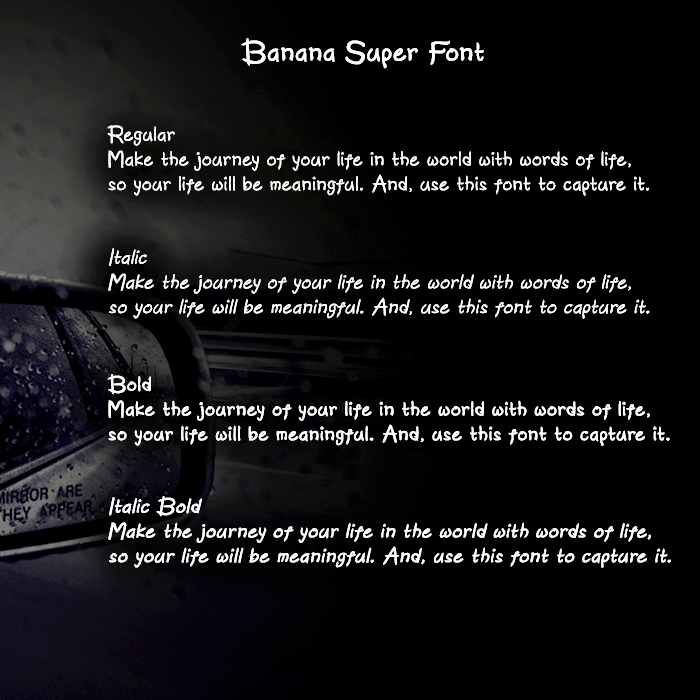 Banana Super Font
Regular
Make the journey of your life in the world with words of life,
so your life will be meaningful. And, use this font to capture it.
Italic
Make the journey of your life in the world with words of life,
so your life will be meaningful. And, use this font to capture it.
Bold
Make the journey of your life in the world with words of life,
so your life will be meaningful. And, use this font to capture it.
MIRROR ARE
HEY APPEAR
Italic Bold
Make the journey of your life in the world with words of life,
so your life will be meaningful. And, use this font to capture it.